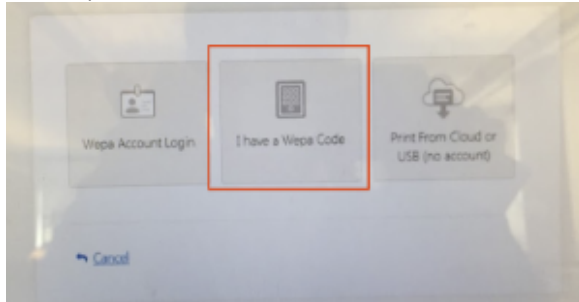 Wepa Account Login
I have a Wepa Code
Print From Cloud or
USB (no account)
Cancel